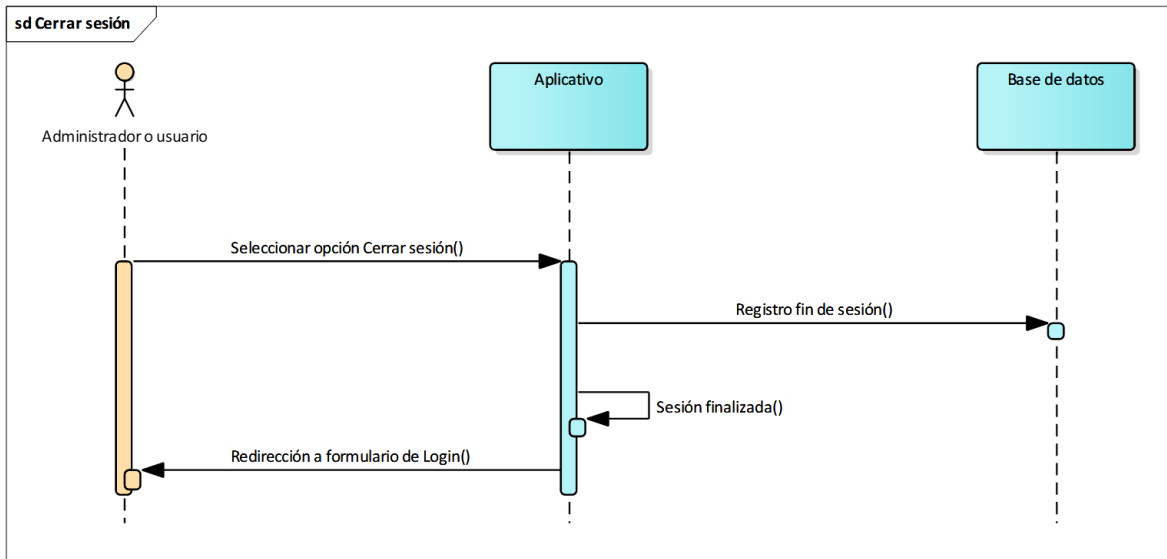 sd Cerrar sesión
Administrador o usuario
Aplicativo
Base de datos
Seleccionar opción Cerrar sesión()
Registro fin de sesión()
Sesión finalizada()
Redirección a formulario de Login()